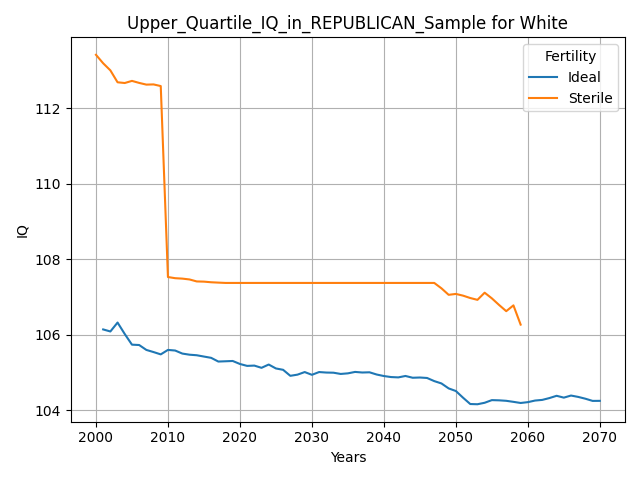 Upper_Quartile_IQ_in_REPUBLICAN_Sample for White
Fertility
Ideal
Sterile
IQ
112
110
108
106
104
2000 2010 2020 2030 2040 2050 2060 2070
Years